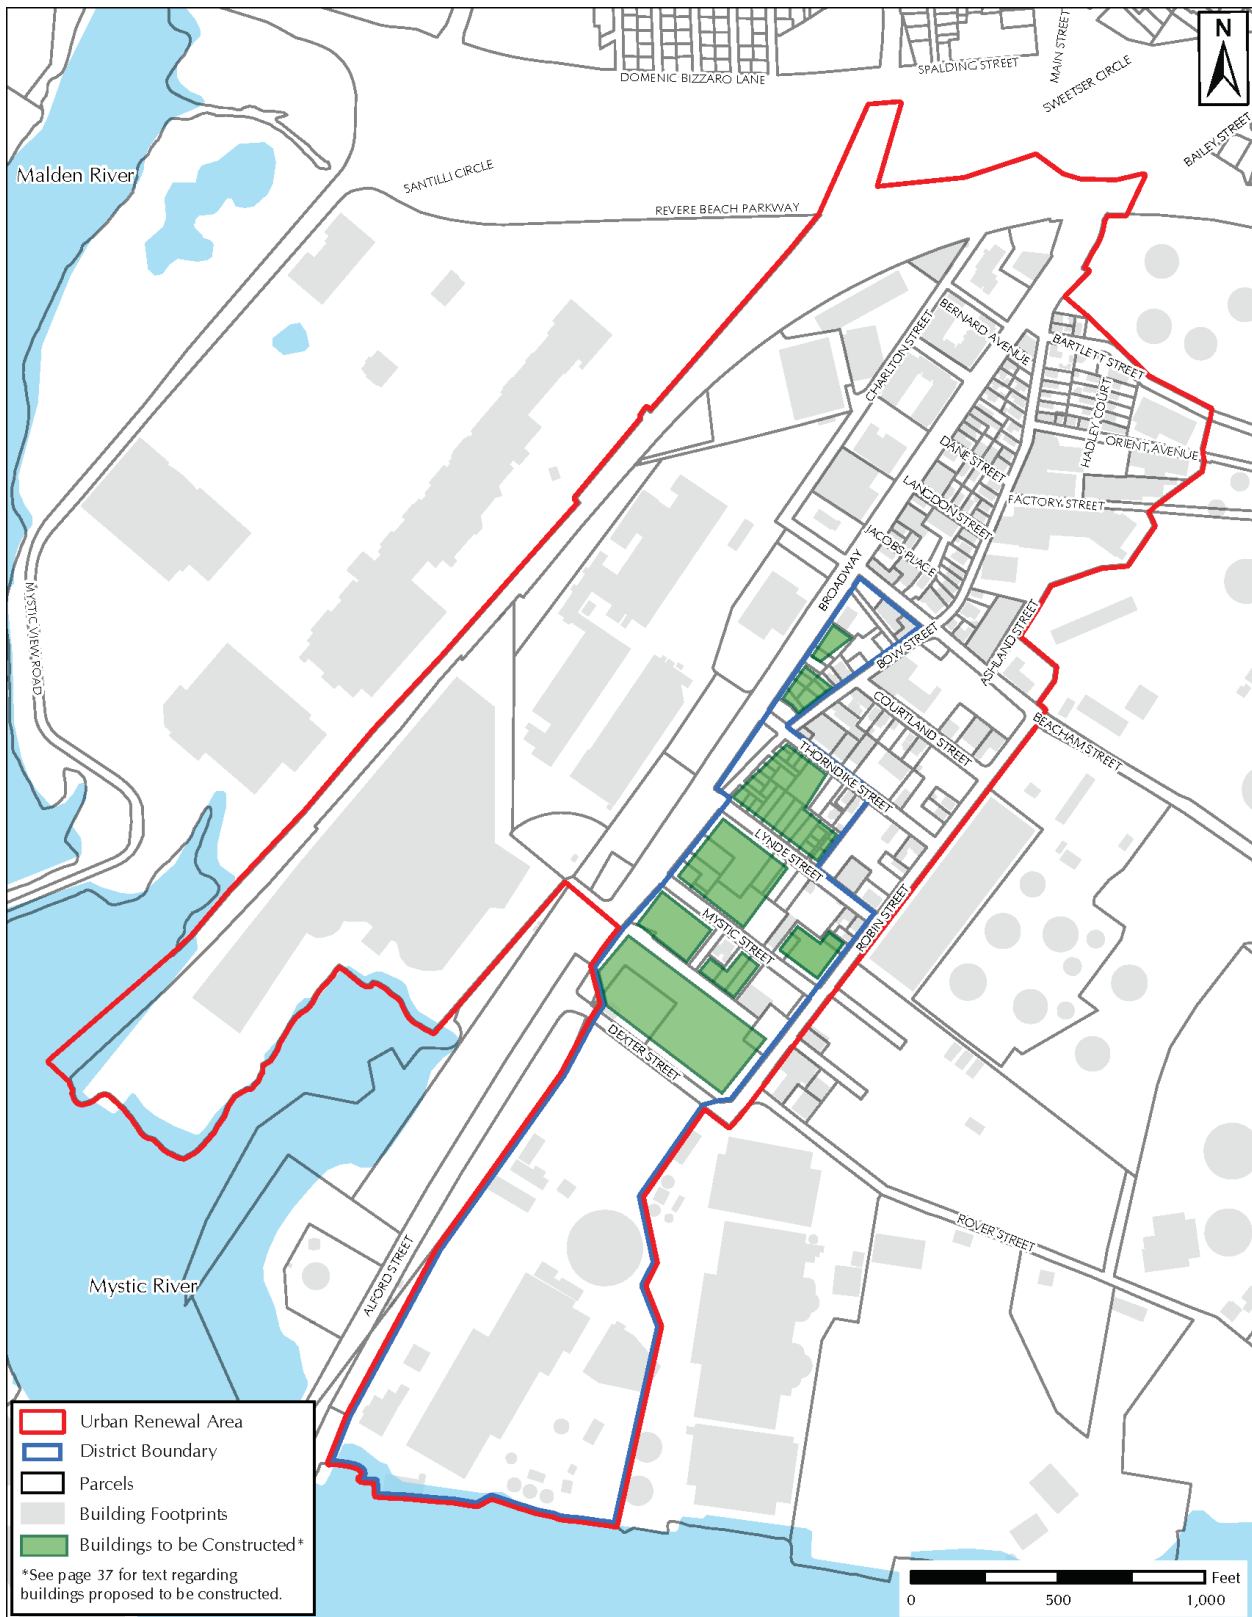 N
DOMENIC BIZZARO LANE
SPALDING STREET
MAIN STREET
SWEETSER CIRCLE
BAILEY STREET
Malden River
SANTILLI CIRCLE
REVERE BEACH PARKWAY
BERNARD AVENUE
CHARLTON STREET
BARTLETT STREET
HADLEY COURT
ORIENT AVENUE
DANE STREET
LANGDON STREET
FACTORY STREET
JACOBS PLACE
BROADWAY
MYSTIC VIEW ROAD
BOW STREET
ASHLAND STREET
COURTLAND STREET
BEACHAM STREET
THORNDIKE STREET
LYNDE STREET
MYSTIC STREET
ROBIN STREET
DEXTER STREET
ROVER STREET
ALFORD STREET
Mystic River
Urban Renewal Area
District Boundary
Parcels
Building Footprints
Buildings to be Constructed*
*See page 37 for text regarding
buildings proposed to be constructed.
Feet
0 500 1,000